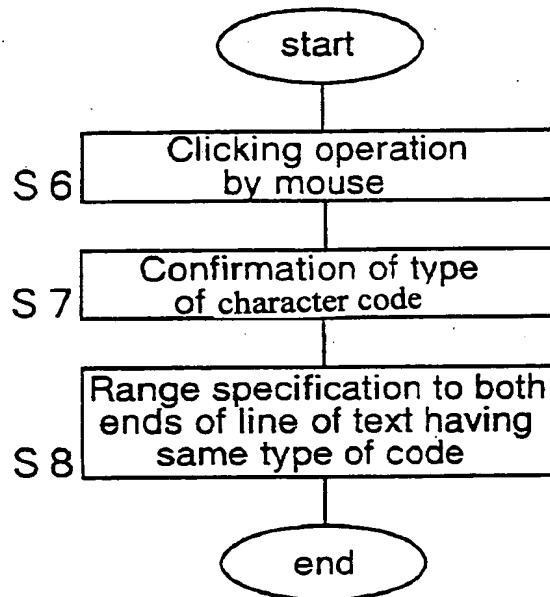 start
Clicking operation
by mouse
S 6
Confirmation of type
of character code
S 7
Range specification to both
ends of line of text having
same type of code
S 8
end